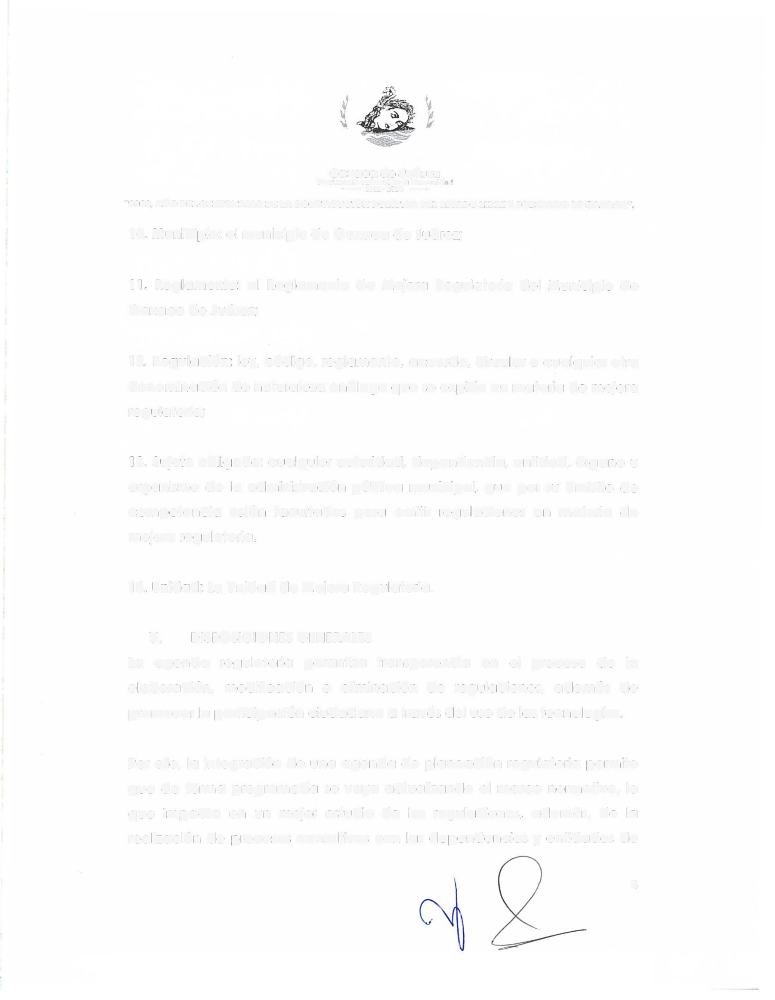 Oaxaca de Juárez
Patrimonio cultural de la Humanidad
2022 - 2024
"2022, AÑO DEL CENTENARIO DE LA CONSTITUCIÓN POLÍTICA DEL ESTADO LIBRE Y SOBERANO DE OAXACA".
10. Municipio: el municipio de Oaxaca de Juárez;
11. Reglamento: el Reglamento de Mejora Regulatoria del Municipio de
Oaxaca de Juárez;
12. Regulación: ley, código, reglamento, acuerdo, circular o cualquier otra
denominación de naturaleza análoga que se expida en materia de mejora
regulatoria;
13. Sujeto obligado: cualquier autoridad, dependencia, entidad, órgano u
organismo de la administración pública municipal, que por su ámbito de
competencia están facultados para emitir regulaciones en materia de
mejora regulatoria.
14. Unidad: La Unidad de Mejora Regulatoria.
V. DISPOSICIONES GENERALES
La agenda regulatoria garantiza transparencia en el proceso de la
elaboración, modificación o eliminación de regulaciones, además de
promover la participación ciudadana a través del uso de las tecnologías.
Por ello, la integración de una agenda de planeación regulatoria permite
que de forma programada se vaya actualizando el marco normativo, lo
que impacta en un mejor estudio de las regulaciones, además, de la
realización de procesos consultivos con las dependencias y entidades de